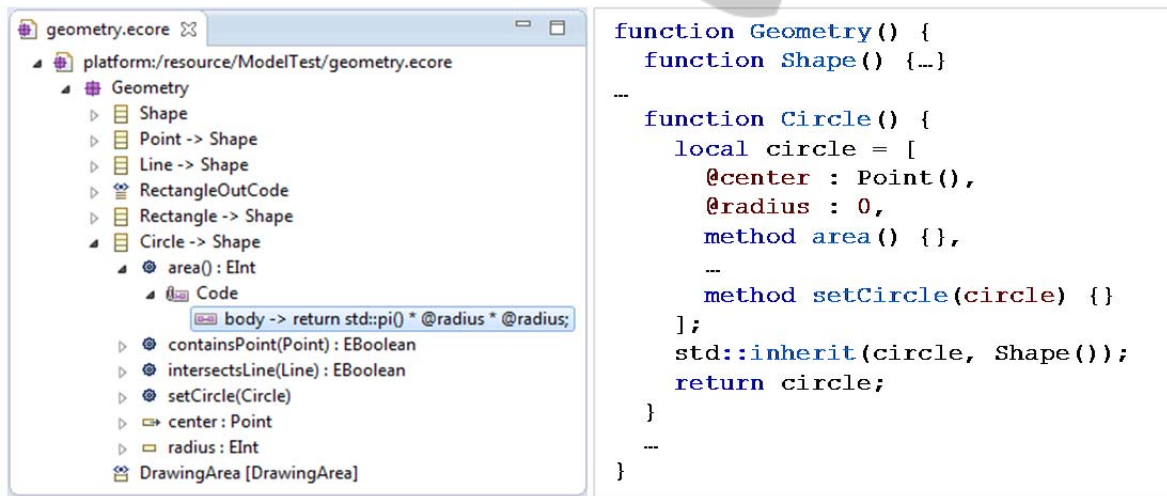 geometry.ecore
platform:/resource/ModelTest/geometry.ecore
Geometry
Shape
Point -> Shape
Line -> Shape
RectangleOutCode
Rectangle -> Shape
Circle -> Shape
area() : EInt
Code
body -> return std::pi() * @radius * @radius;
containsPoint(Point) : EBoolean
intersectsLine(Line) : EBoolean
setCircle(Circle)
center : Point
radius : EInt
DrawingArea [DrawingArea]
function Geometry() {
function Shape() {…}
…
function Circle() {
local circle = [
@center : Point(),
@radius : 0,
method area() {},
…
method setCircle(circle) {}
];
std::inherit(circle, Shape());
return circle;
}
…
}